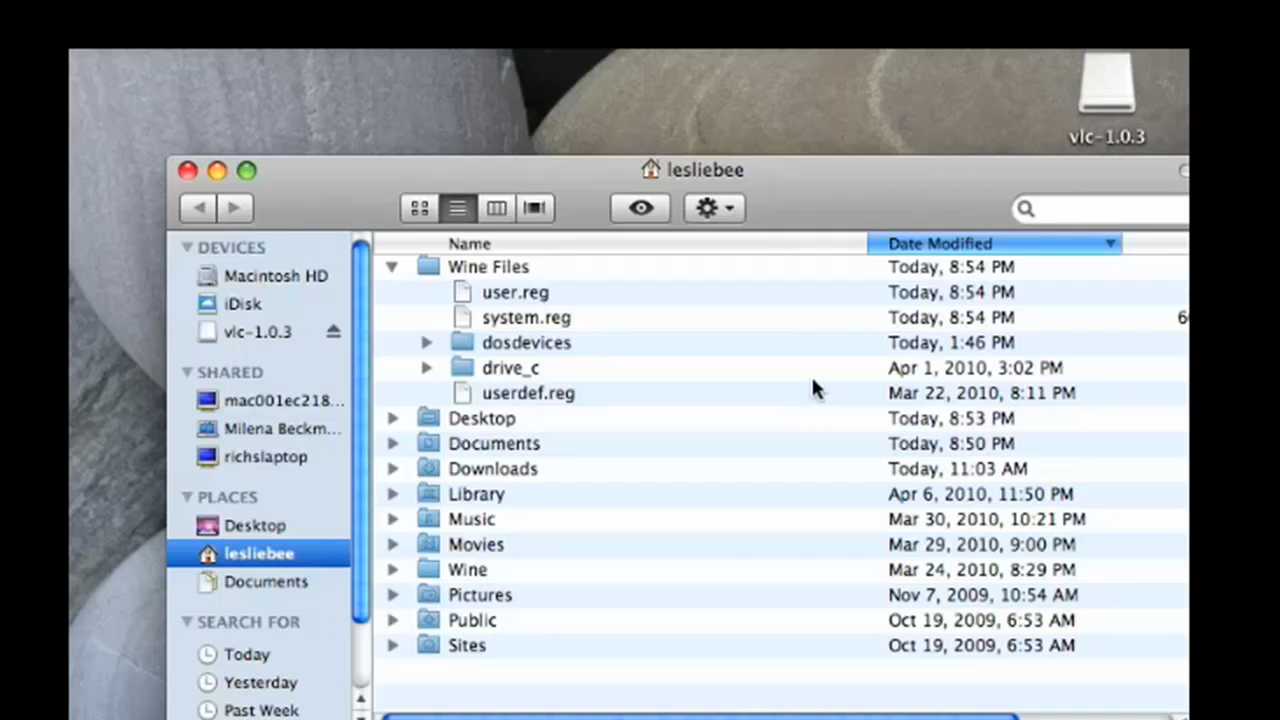 vlc-1.0.3
lesliebee
DEVICES
Macintosh HD
iDisk
vlc-1.0.3
SHARED
mac001ec218...
Milena Beckm...
richslaptop
PLACES
Desktop
lesliebee
Documents
SEARCH FOR
Today
Yesterday
Past Week
Name Date Modified
Wine Files Today, 8:54 PM
user.reg Today, 8:54 PM
system.reg Today, 8:54 PM
dosdevices Today, 1:46 PM
drive_c Apr 1, 2010, 3:02 PM
userdef.reg Mar 22, 2010, 8:11 PM
Desktop Today, 8:53 PM
Documents Today, 8:50 PM
Downloads Today, 11:03 AM
Library Apr 6, 2010, 11:50 PM
Music Mar 30, 2010, 10:21 PM
Movies Mar 29, 2010, 9:00 PM
Wine Mar 24, 2010, 8:29 PM
Pictures Nov 7, 2009, 10:54 AM
Public Oct 19, 2009, 6:53 AM
Sites Oct 19, 2009, 6:53 AM